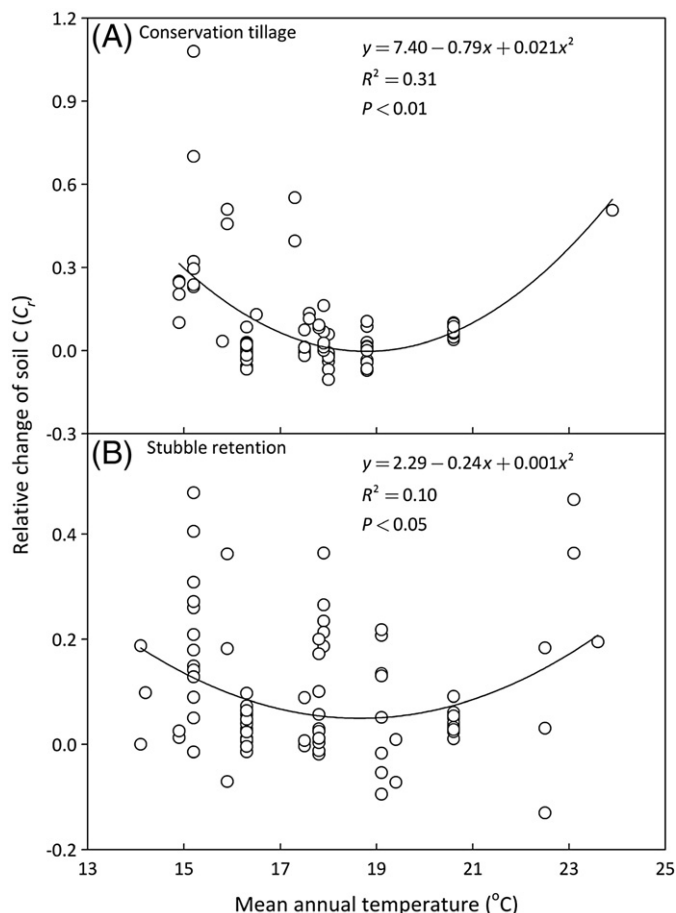 (A) Conservation tillage
y = 7.40 − 0.79x + 0.021x²
R² = 0.31
P < 0.01
1.2
0.9
0.6
0.3
0.0
-0.3
Relative change of soil C (Cᵣ)
(B) Stubble retention
y = 2.29 − 0.24x + 0.001x²
R² = 0.10
P < 0.05
0.4
0.2
0.0
-0.2
13 15 17 19 21 23 25
Mean annual temperature (°C)